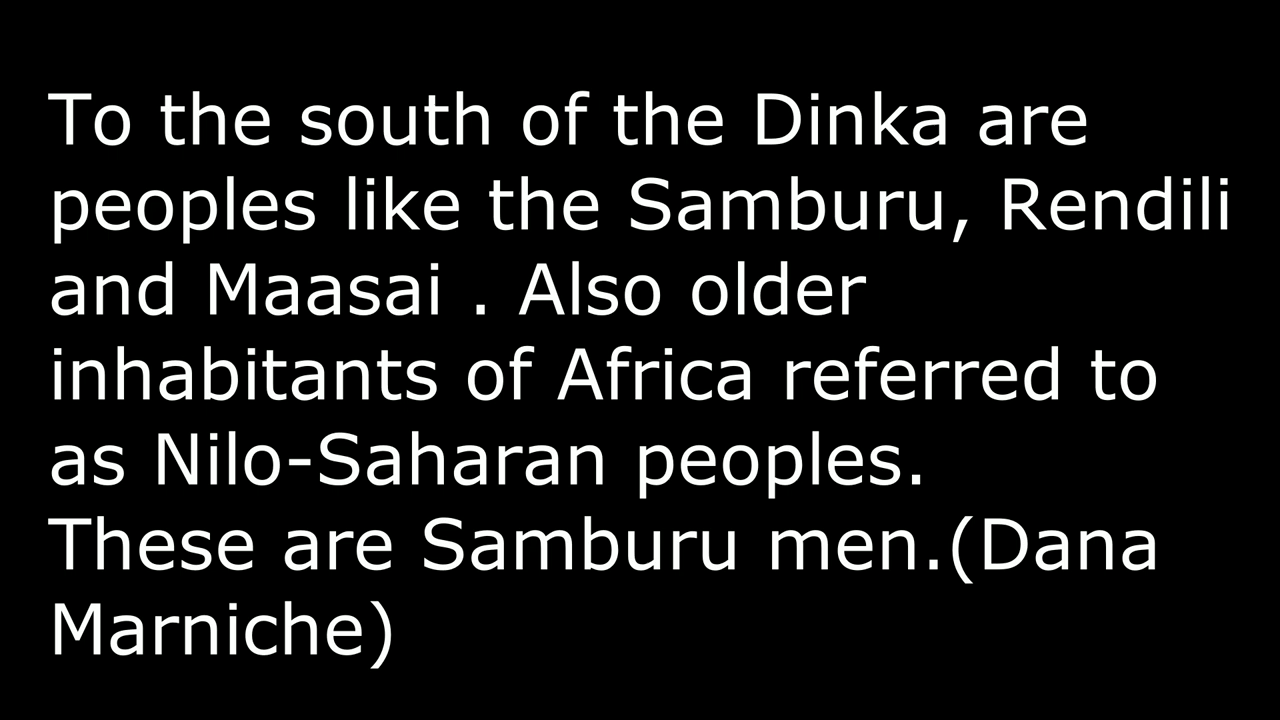 To the south of the Dinka are
peoples like the Samburu, Rendili
and Maasai . Also older
inhabitants of Africa referred to
as Nilo-Saharan peoples.
These are Samburu men.(Dana
Marniche)